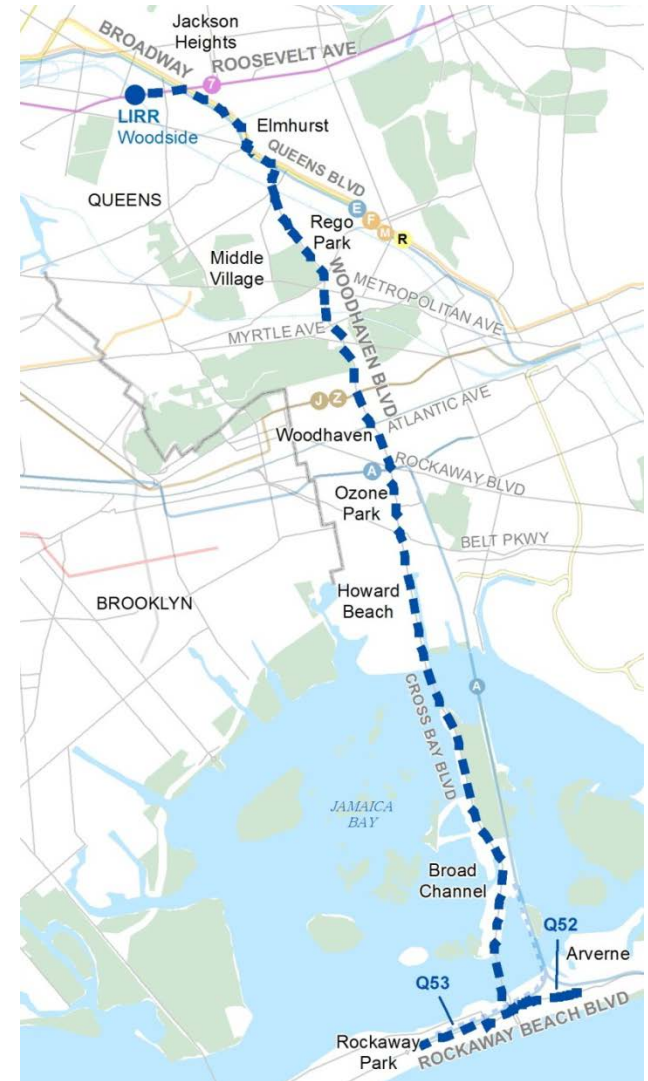 Jackson
Heights
BROADWAY
ROOSEVELT AVE
7
LIRR
Woodside
Elmhurst
QUEENS BLVD
QUEENS
E
F
M
R
Rego
Park
Middle
Village
WOODHAVEN BLVD
METROPOLITAN AVE
MYRTLE AVE
J
Z
ATLANTIC AVE
Woodhaven
A
ROCKAWAY BLVD
Ozone
Park
BELT PKWY
Howard
Beach
BROOKLYN
CROSS BAY BLVD
A
JAMAICA
BAY
Broad
Channel
Q52
Arverne
Q53
Rockaway
Park
ROCKAWAY BEACH BLVD